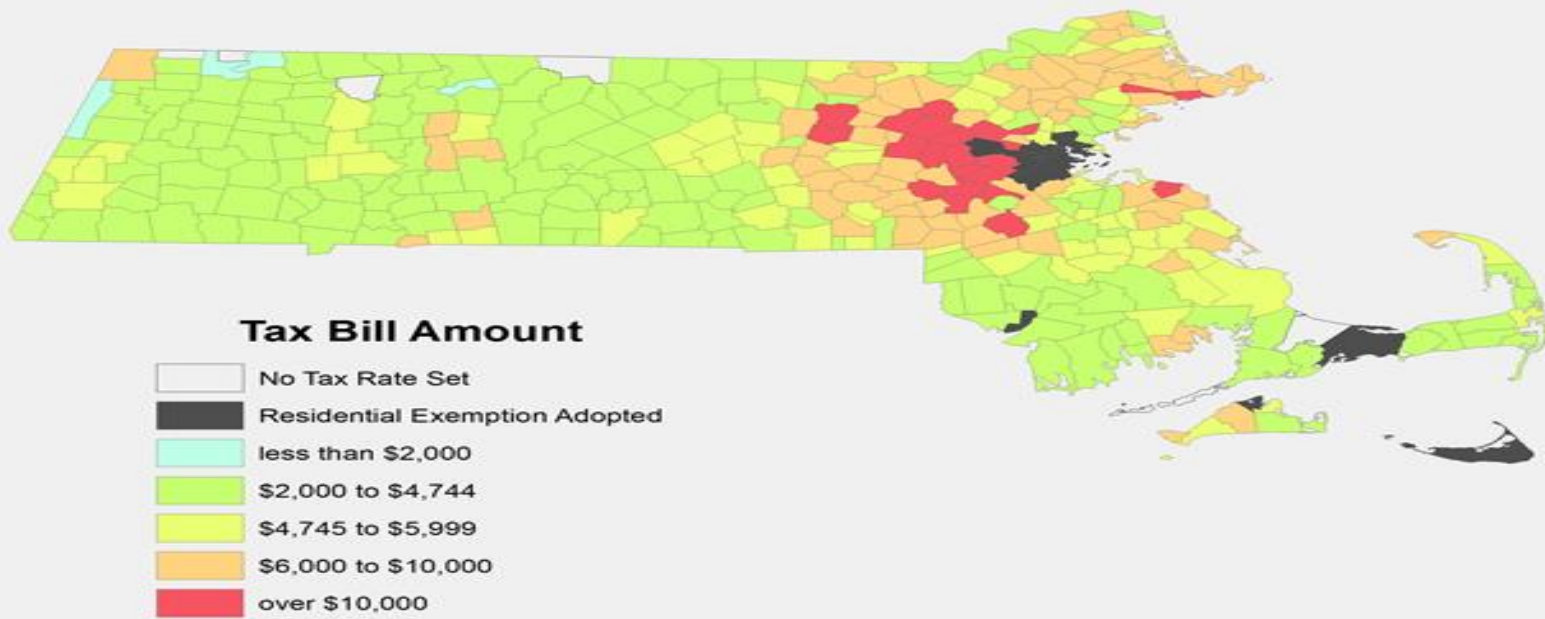 Tax Bill Amount
No Tax Rate Set
Residential Exemption Adopted
less than $2,000
$2,000 to $4,744
$4,745 to $5,999
$6,000 to $10,000
over $10,000